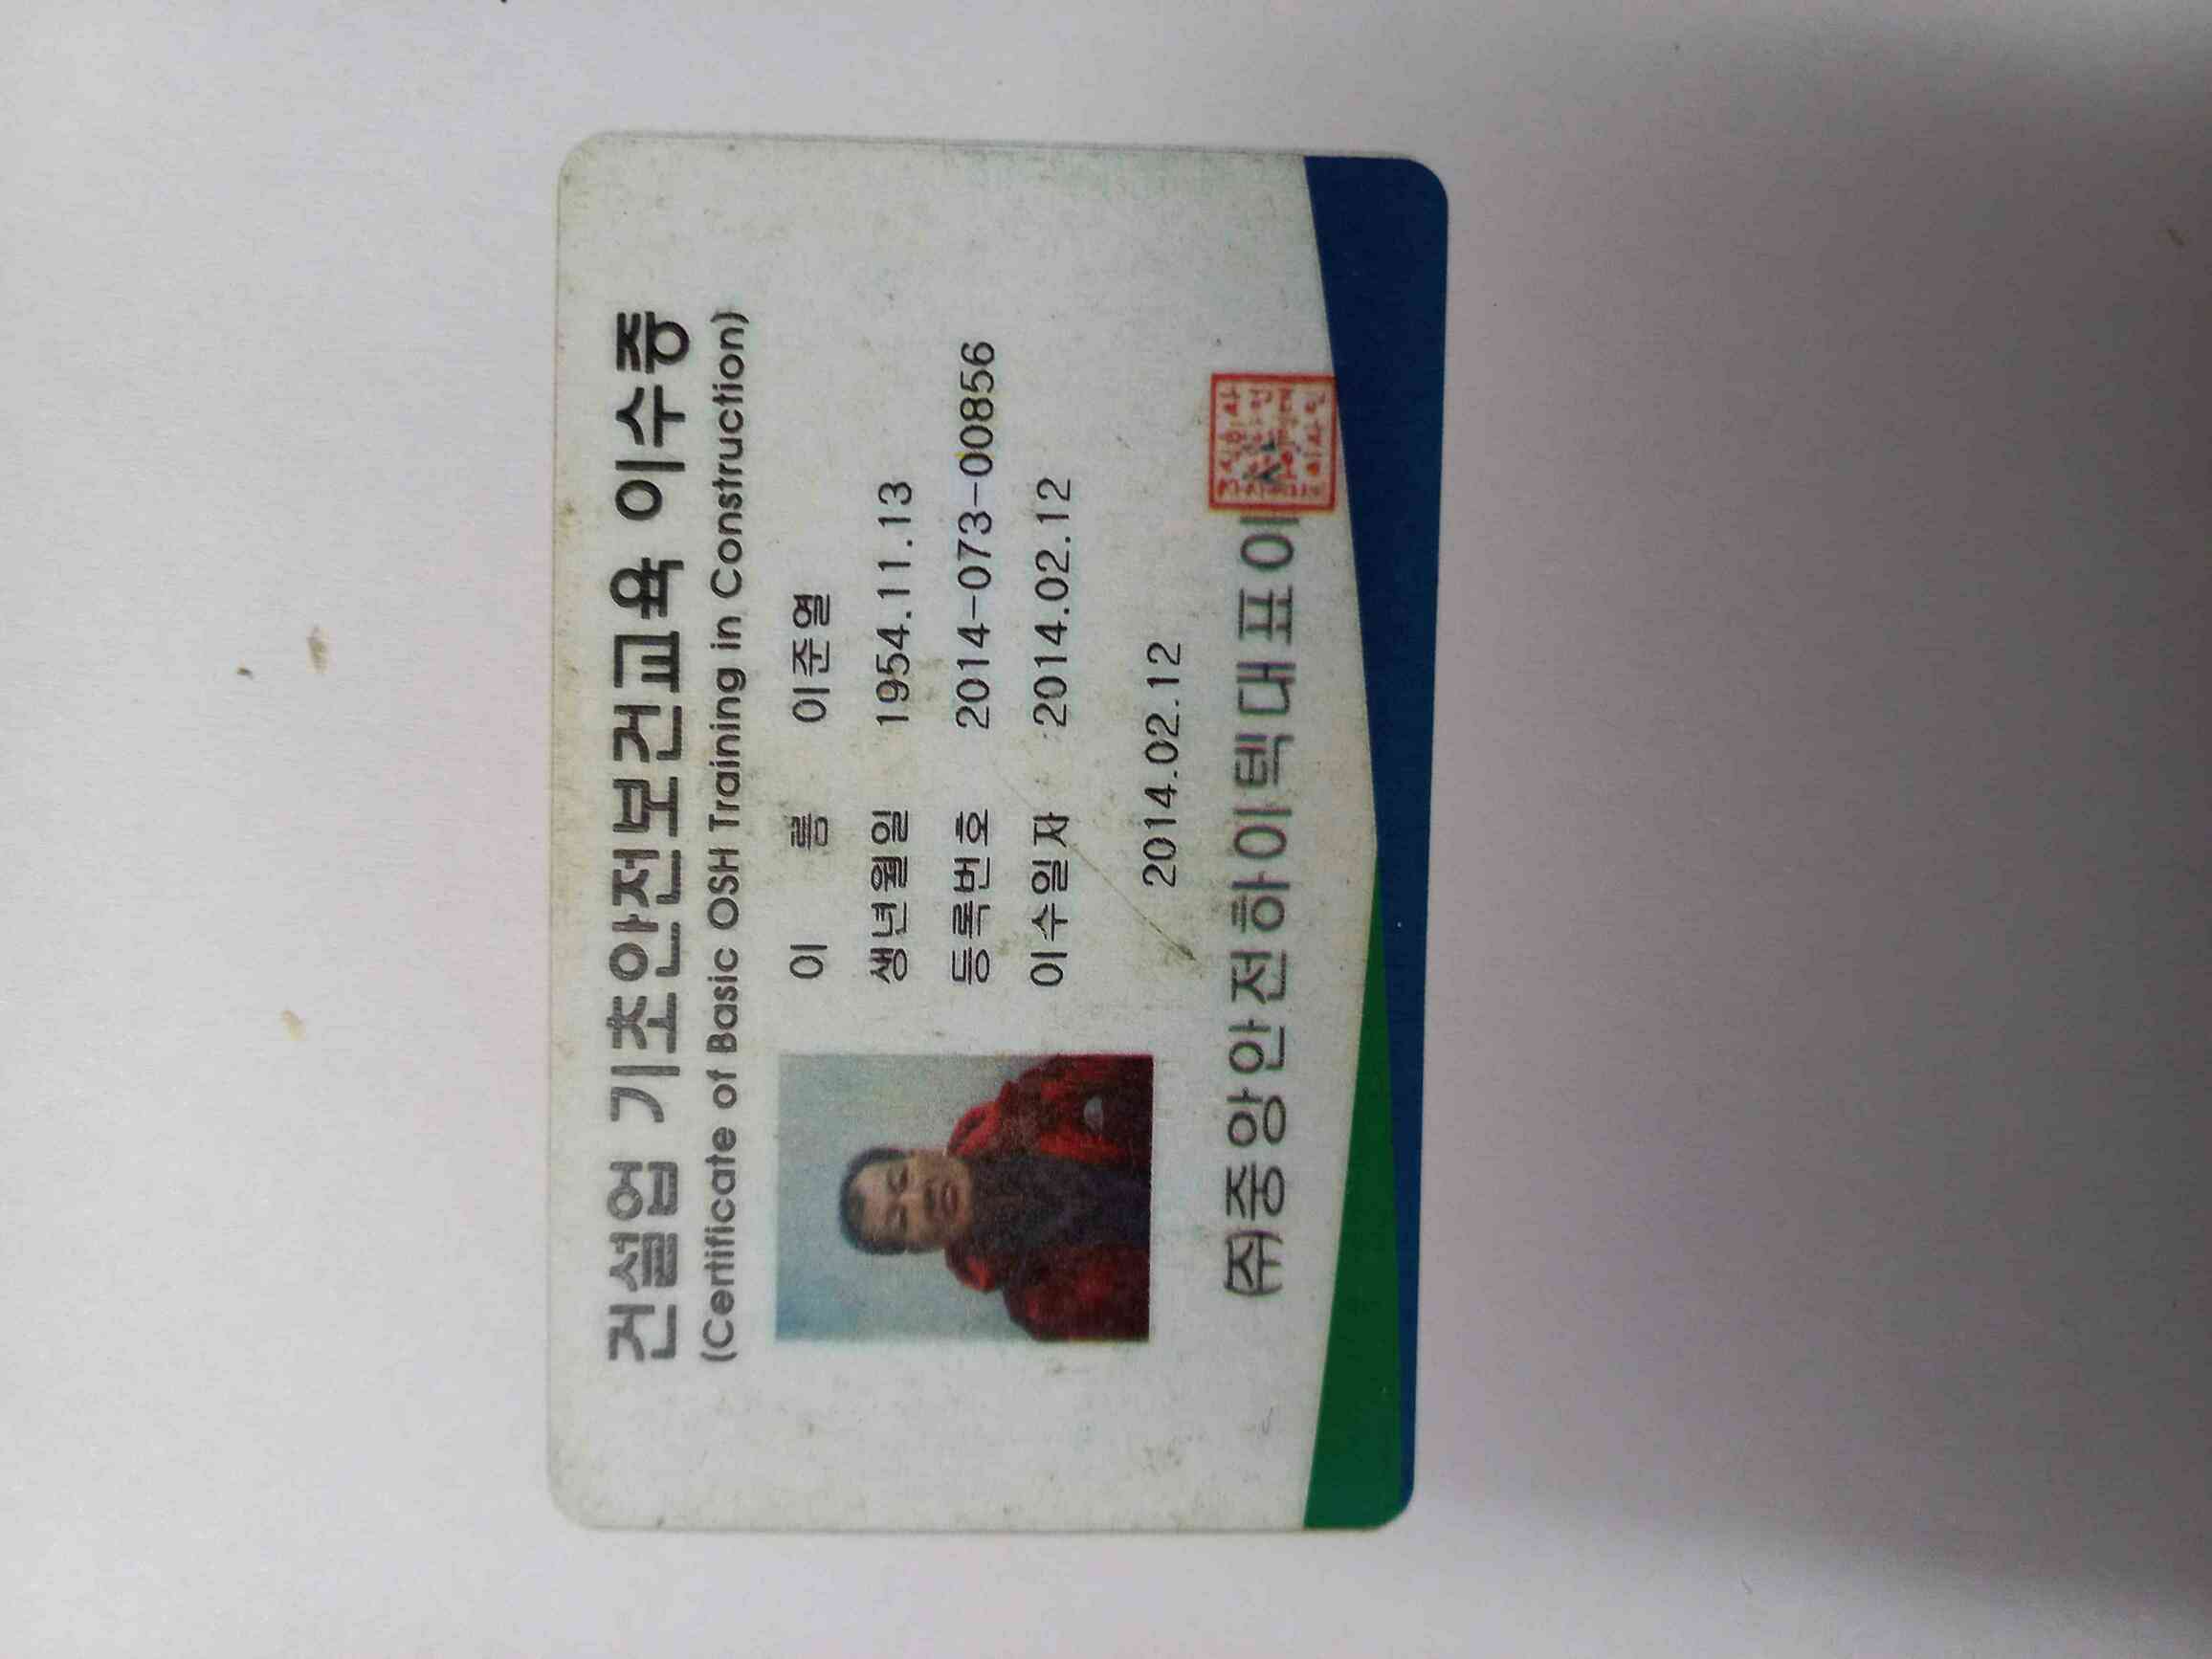 건설업 기초안전보건교육 이수증
(Certificate of Basic OSH Training in Construction)
이 름 이준열
생년월일 1954.11.13
등록번호 2014-073-00856
이수일자 2014.02.12
2014.02.12
㈜중앙안전하이텍대표이